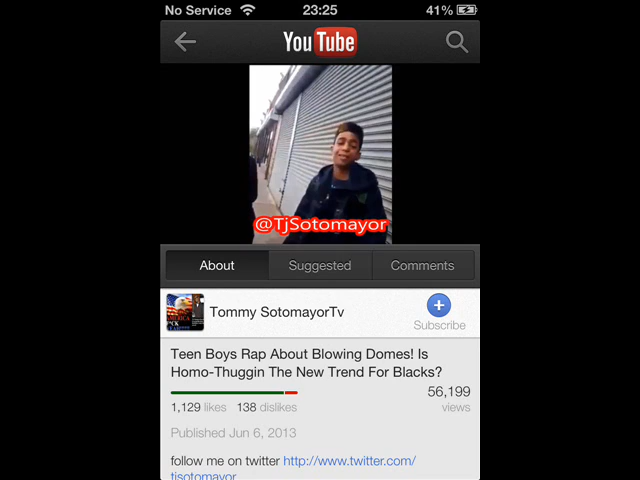 No Service 23:25 41%
YouTube
@TjSotomayor
About Suggested Comments
Tommy SotomayorTv
Subscribe
Teen Boys Rap About Blowing Domes! Is
Homo-Thuggin The New Trend For Blacks?
56,199
1,129 likes 138 dislikes views
Published Jun 6, 2013
follow me on twitter http://www.twitter.com/
tjsotomayor